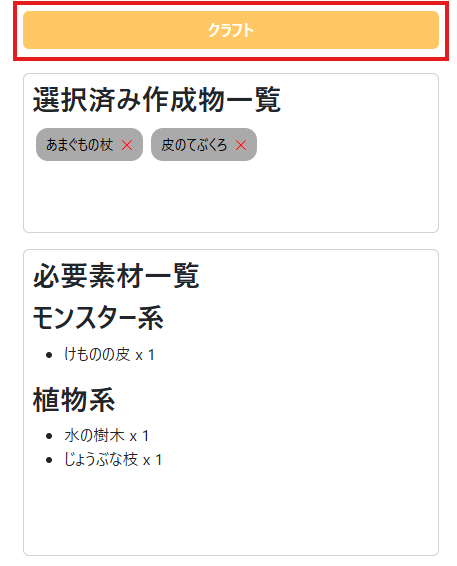 クラフト
選択済み作成物一覧
あまぐもの杖 × 皮のてぶくろ ×
必要素材一覧
モンスター系
• けものの皮 x 1
植物系
• 水の樹木 x 1
• じょうぶな枝 x 1